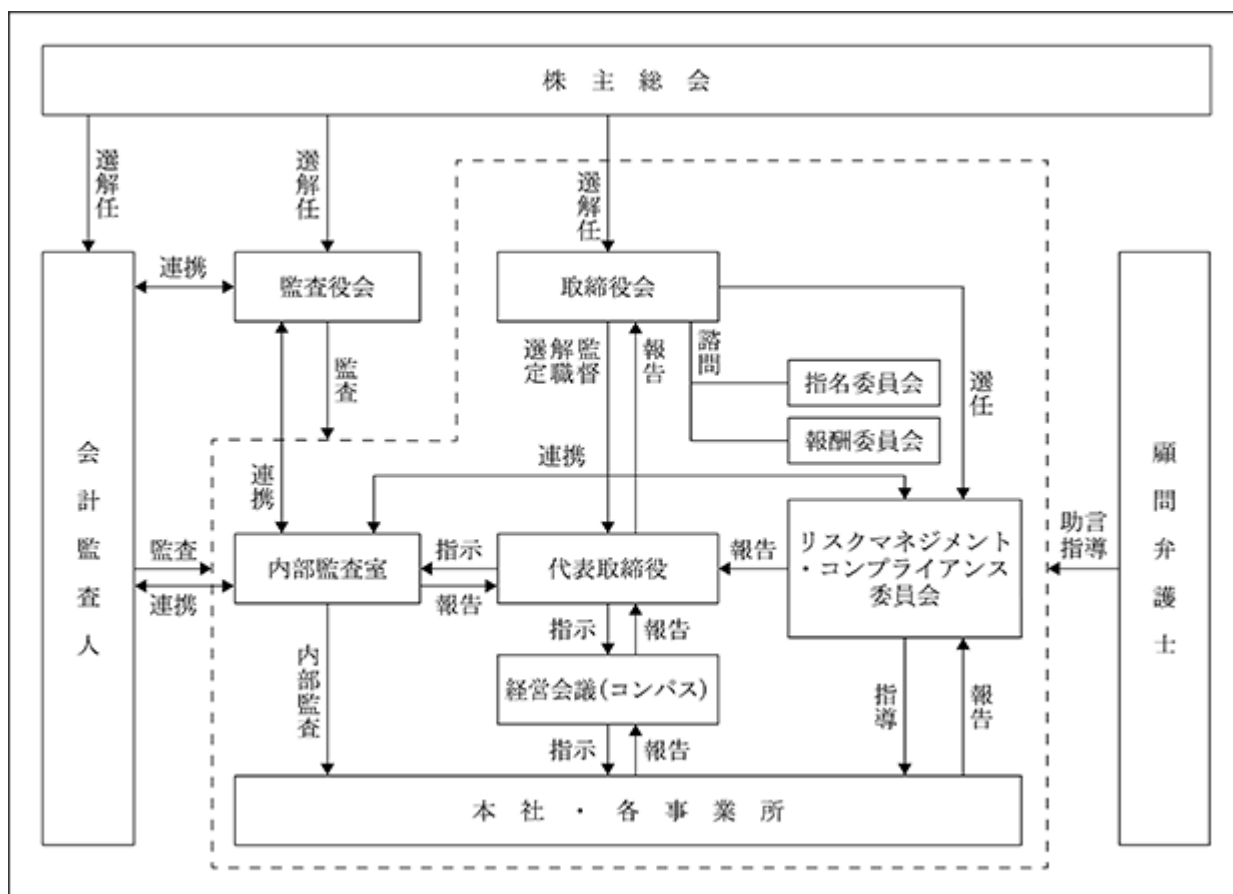 株主総会
選解任
選解任
選解任
連携
監査役会
取締役会
監査
選定 解職 監督
報告
諮問
指名委員会
報酬委員会
選任
連携
連携
会計監査人
顧問弁護士
監査
連携
内部監査室
指示
報告
代表取締役
報告
リスクマネジメント
・コンプライアンス
委員会
助言
指導
指示
報告
内部監査
経営会議(コンパス)
指導
報告
指示
報告
本社・各事業所